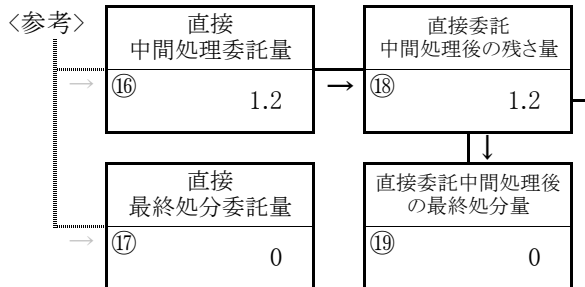 〈参考〉
直接
中間処理委託量
→
⑯
1.2
→
直接委託
中間処理後の残さ量
⑱
1.2
↓
直接
最終処分委託量
→
⑰
0
直接委託中間処理後
の最終処分量
⑲
0